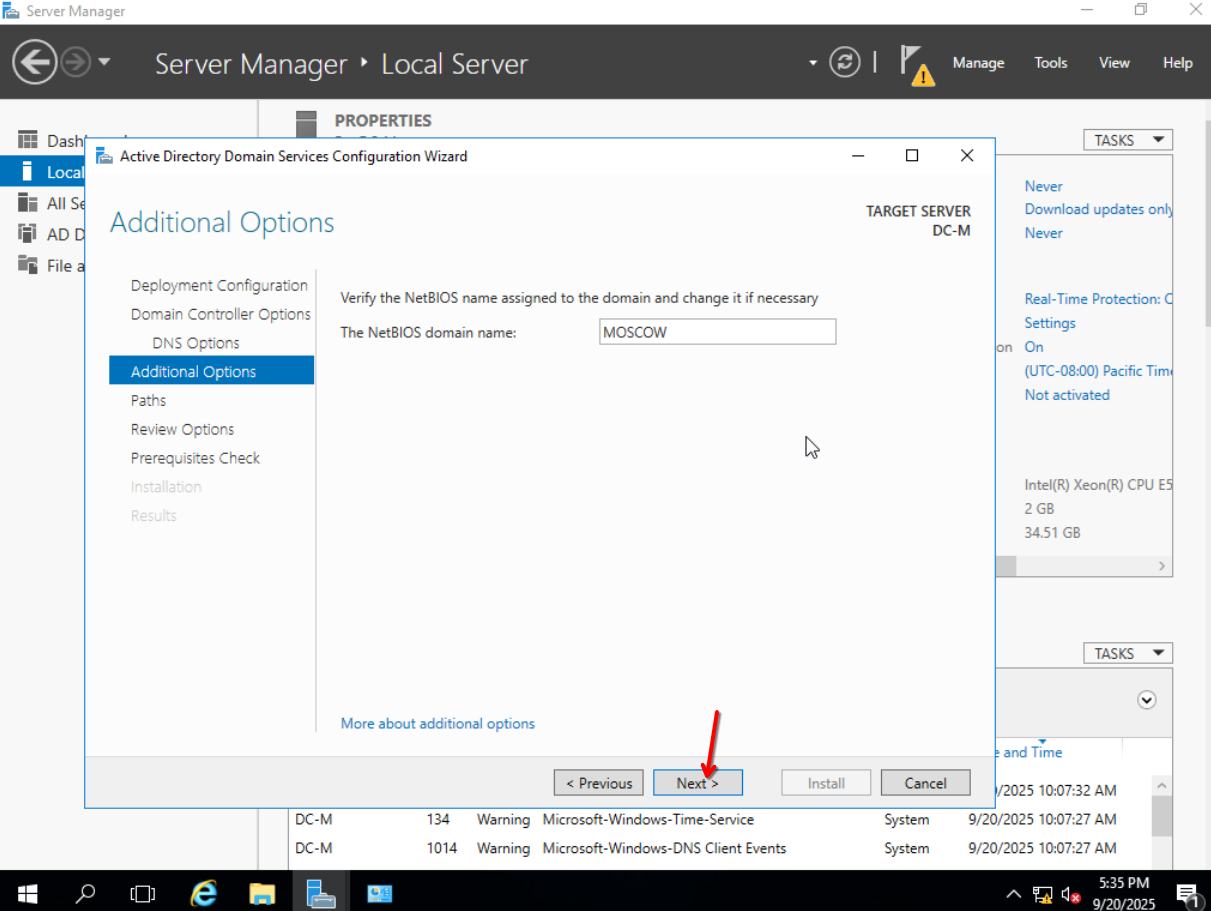 Server Manager
Server Manager
Local Server
Manage
Tools
View
Help
PROPERTIES
TASKS
Local
AD D
Active Directory Domain Services Configuration Wizard
Additional Options
TARGET SERVER
DC-M
Deployment Configuration
Domain Controller Options
DNS Options
Additional Options
Paths
Review Options
Prerequisites Check
Installation
Results
Verify the NetBIOS name assigned to the domain and change it if necessary
The NetBIOS domain name:
MOSCOW
More about additional options
< Previous
Next >
Install
Cancel
Never
Download updates only
Never
Real-Time Protection:
Settings
On
(UTC-08:00) Pacific Time
Not activated
Intel(R) Xeon(R) CPU E5
2 GB
34.51 GB
TASKS
and Time
/2025 10:07:32 AM
DC-M 134 Warning Microsoft-Windows-Time-Service System 9/20/2025 10:07:27 AM
DC-M 1014 Warning Microsoft-Windows-DNS Client Events System 9/20/2025 10:07:27 AM
5:35 PM
9/20/2025
1